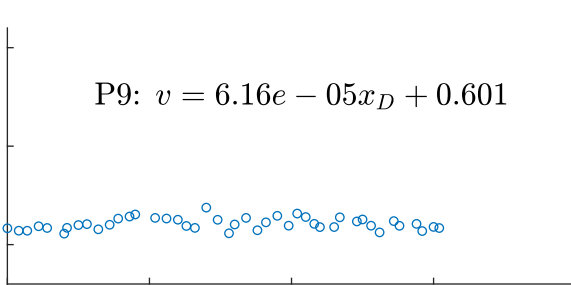 P9: v = 6.16e − 05x_D + 0.601